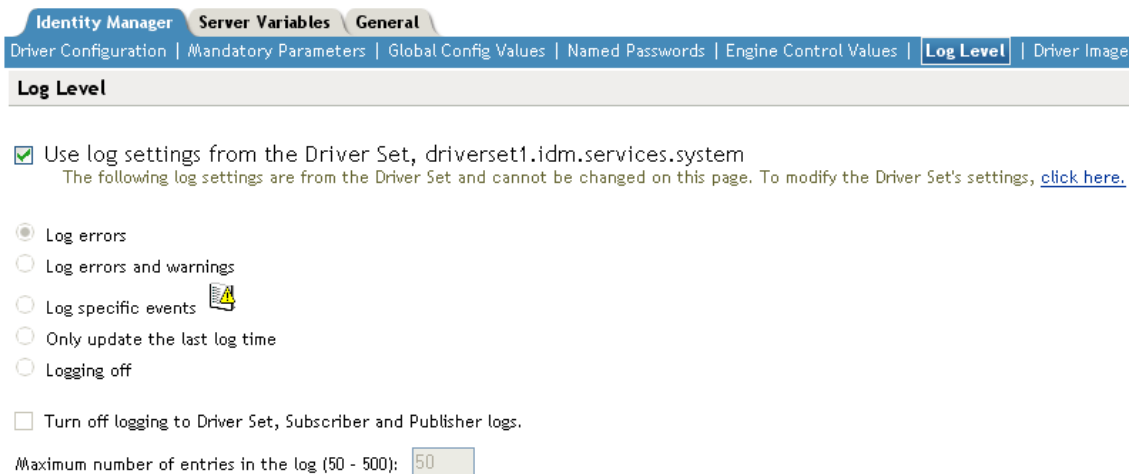 Identity Manager Server Variables General
Driver Configuration | Mandatory Parameters | Global Config Values | Named Passwords | Engine Control Values | Log Level | Driver Image
Log Level
Use log settings from the Driver Set, driverset1.idm.services.system
The following log settings are from the Driver Set and cannot be changed on this page. To modify the Driver Set's settings, click here.
Log errors
Log errors and warnings
Log specific events
Only update the last log time
Logging off
Turn off logging to Driver Set, Subscriber and Publisher logs.
Maximum number of entries in the log (50 - 500): 50